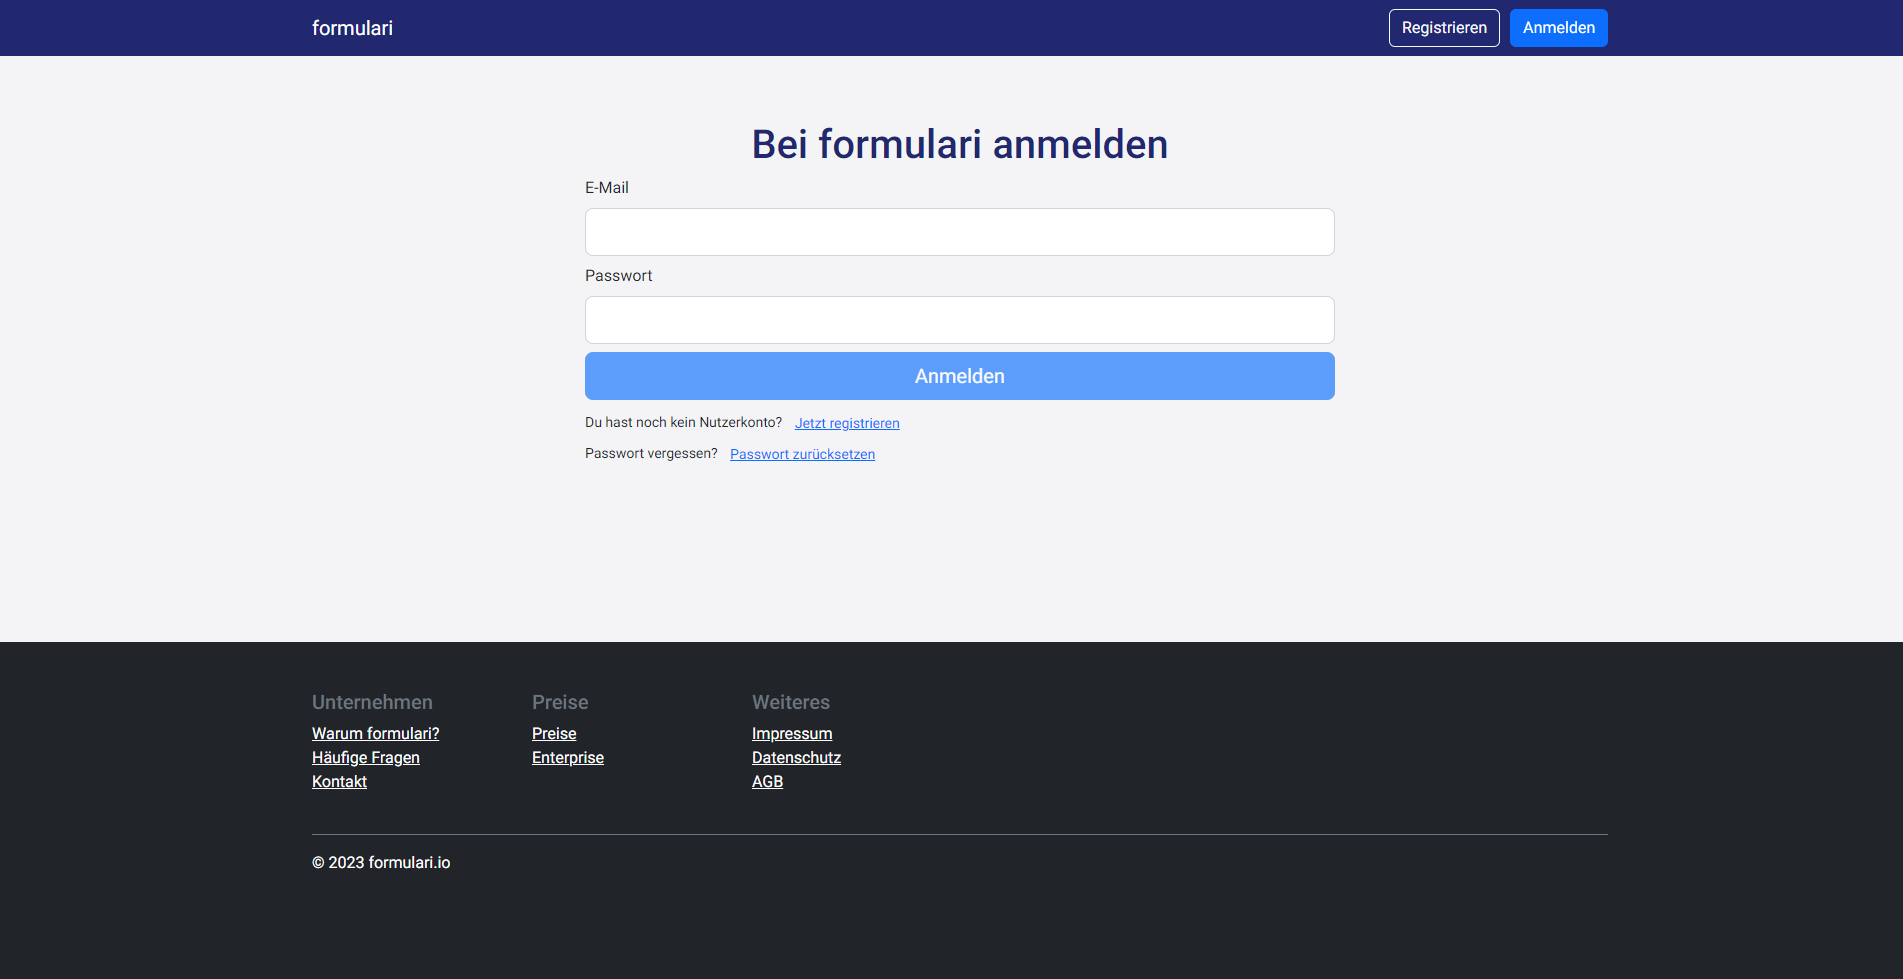 formulari
Registrieren
Anmelden
Bei formulari anmelden
E-Mail
Passwort
Anmelden
Du hast noch kein Nutzerkonto? Jetzt registrieren
Passwort vergessen? Passwort zurücksetzen
Unternehmen
Warum formulari?
Häufige Fragen
Kontakt
Preise
Preise
Enterprise
Weiteres
Impressum
Datenschutz
AGB
© 2023 formulari.io